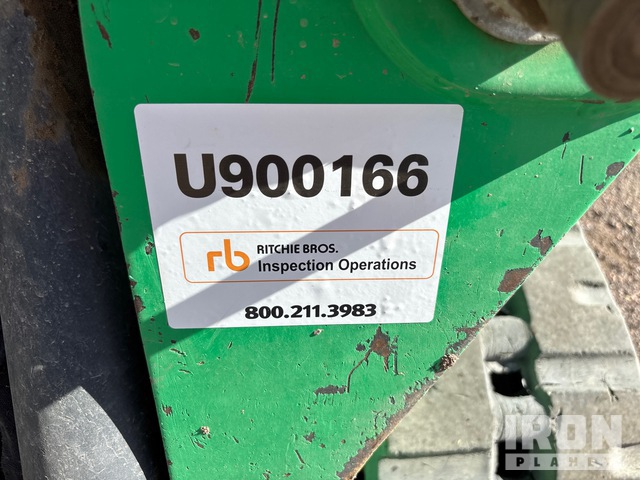 U900166
rb RITCHIE BROS.
Inspection Operations
800.211.3983
IRON
PLANET